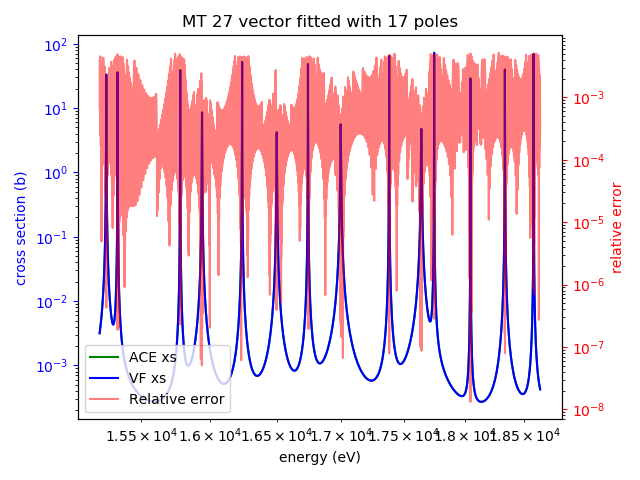 MT 27 vector fitted with 17 poles
10²
10¹
10⁰
10⁻¹
10⁻²
10⁻³
cross section (b)
10⁻³
10⁻⁴
10⁻⁵
10⁻⁶
10⁻⁷
10⁻⁸
relative error
ACE xs
VF xs
Relative error
1.55 × 10⁴ 1.6 × 10⁴ 1.65 × 10⁴ 1.7 × 10⁴ 1.75 × 10⁴ 1.8 × 10⁴ 1.85 × 10⁴
energy (eV)